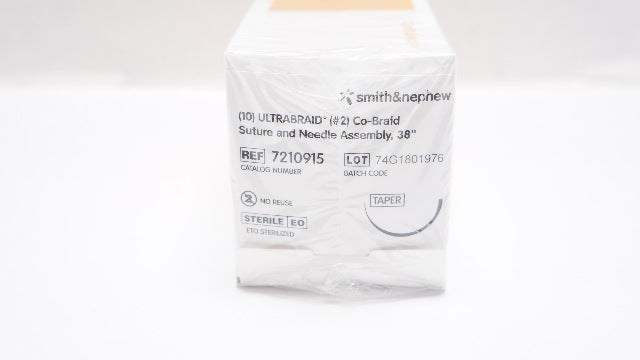 smith&nephew
(10) ULTRABRAID® (#2) Co-Braid
Suture and Needle Assembly, 38"
REF 7210915
CATALOG NUMBER
LOT 74G1801976
BATCH CODE
2 NO REUSE
TAPER
STERILE EO
ETO STERILIZED